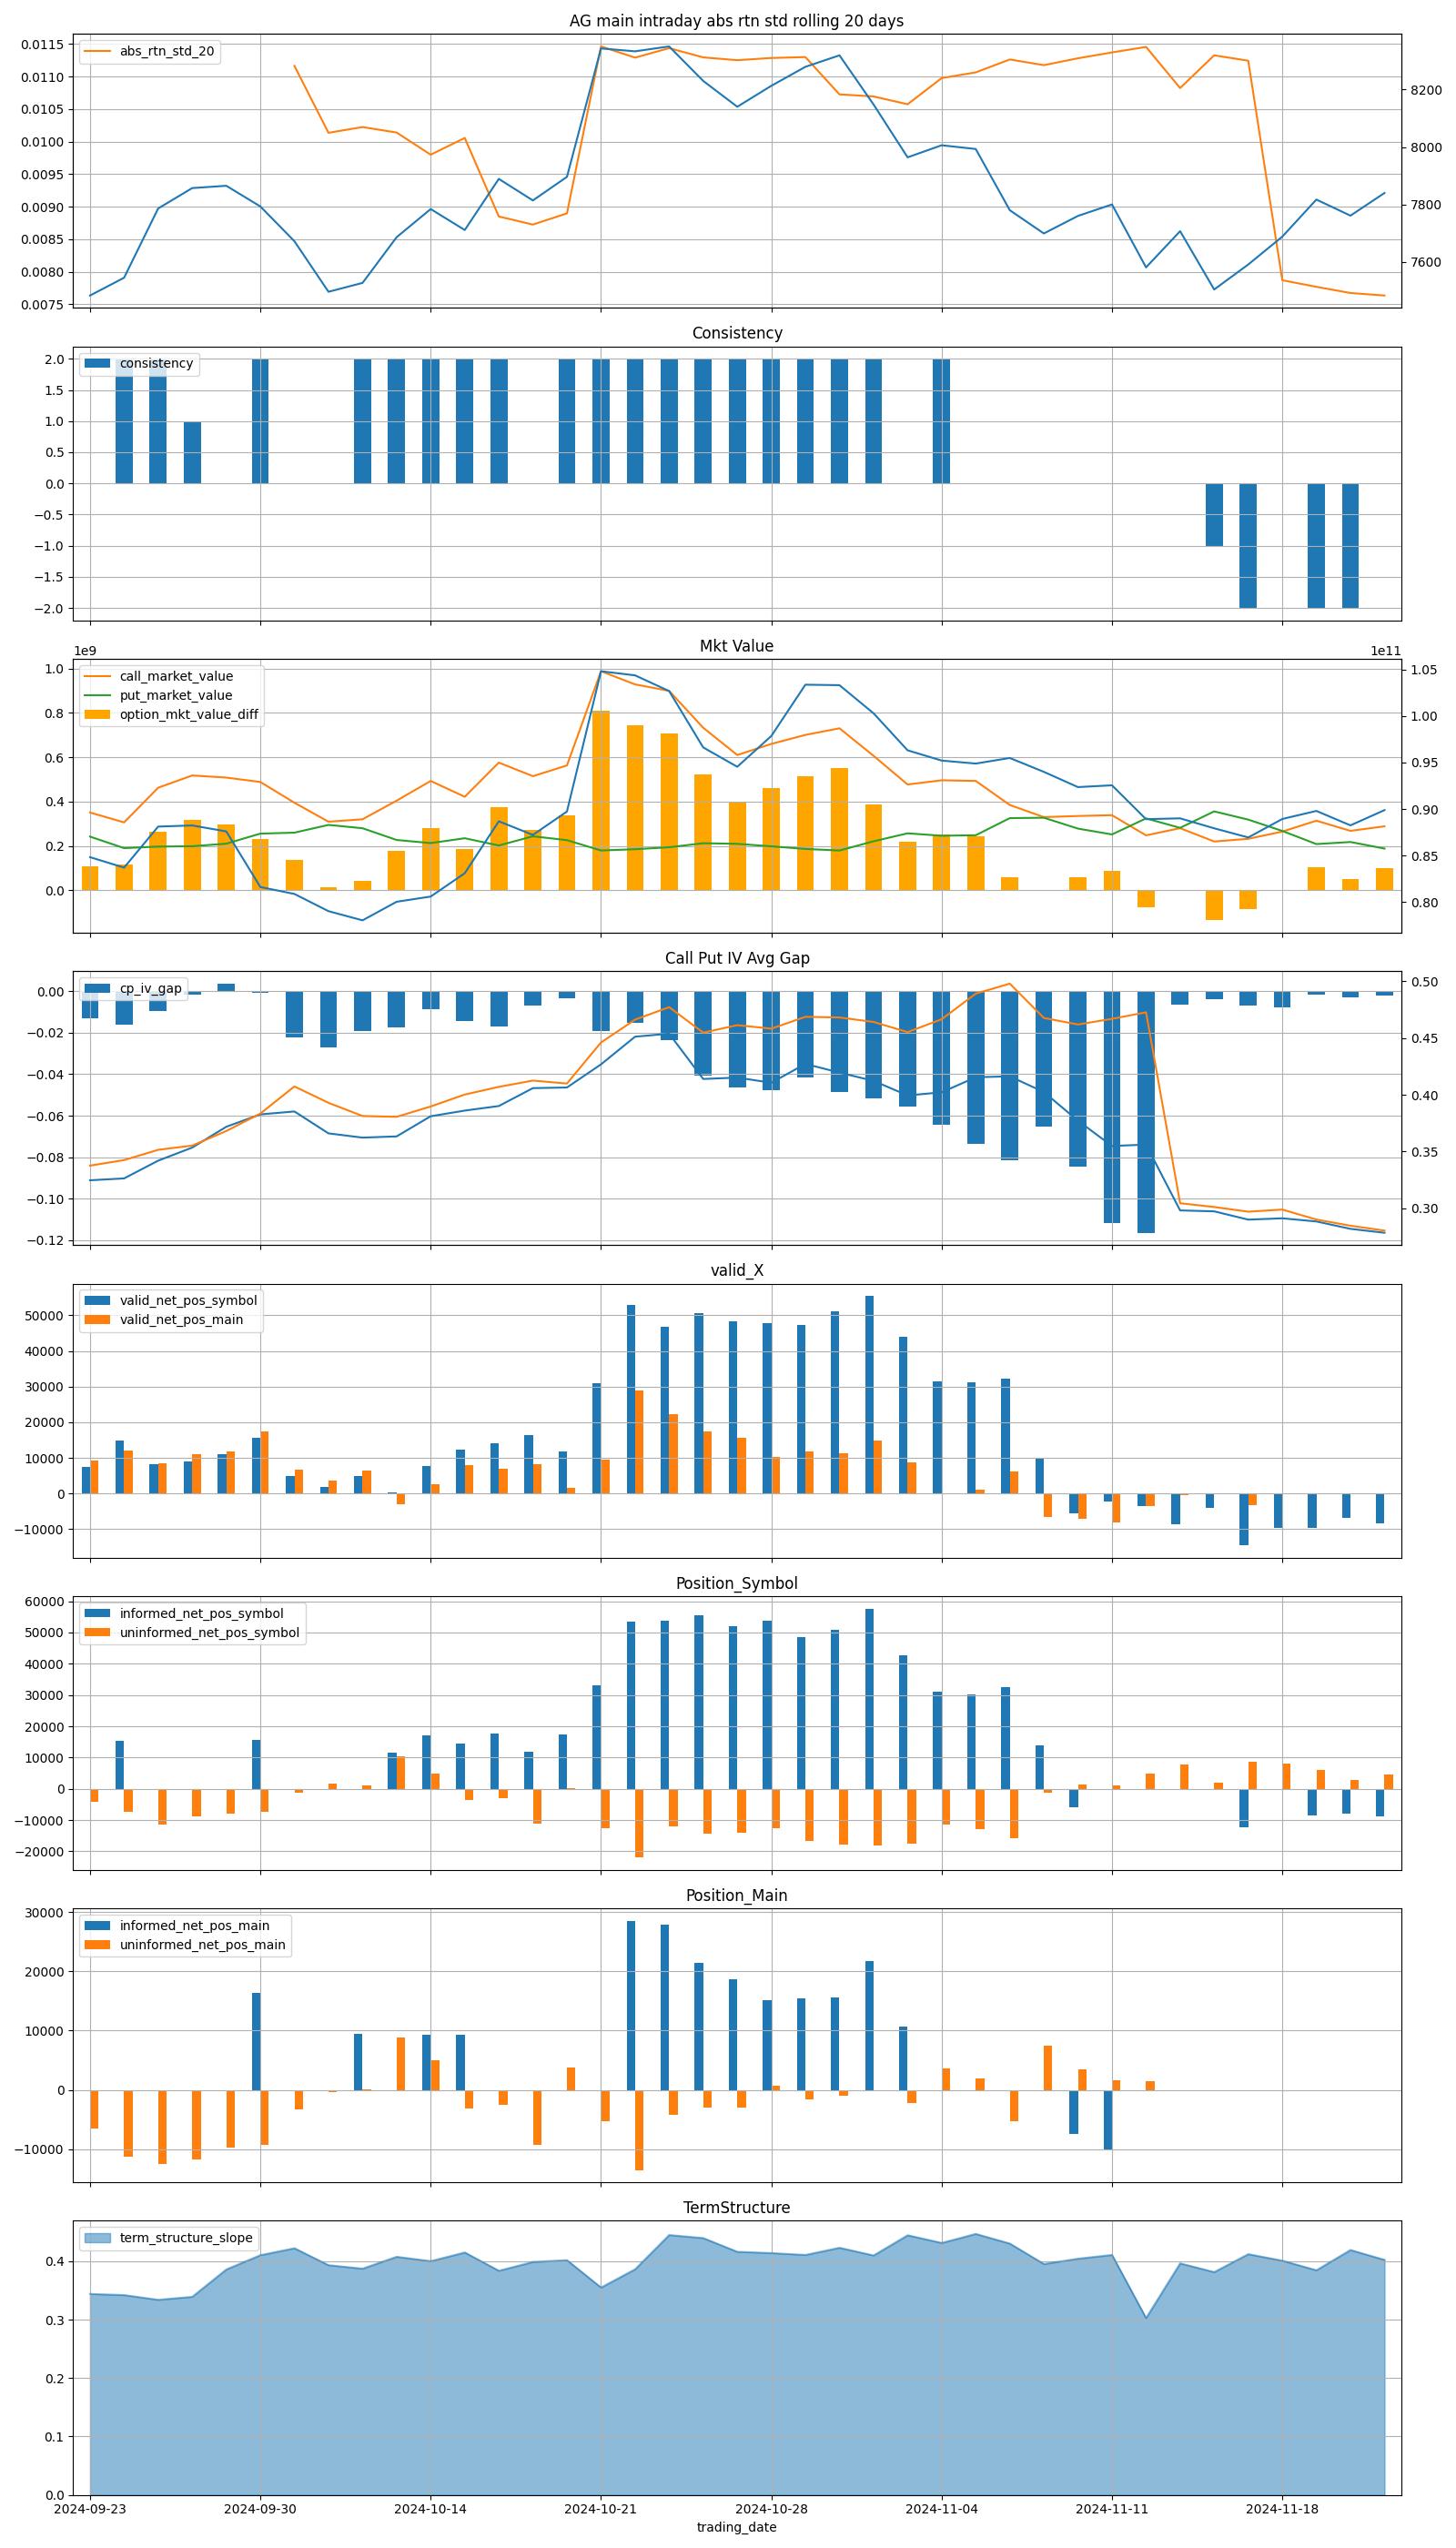 AG main intraday abs rtn std rolling 20 days
abs_rtn_std_20
0.0115
0.0110
0.0105
0.0100
0.0095
0.0090
0.0085
0.0080
0.0075
8200
8000
7800
7600
Consistency
consistency
2.0
1.5
1.0
0.5
0.0
−0.5
−1.0
−1.5
−2.0
Mkt Value
1e9
1e11
call_market_value
put_market_value
option_mkt_value_diff
1.0
0.8
0.6
0.4
0.2
0.0
1.05
1.00
0.95
0.90
0.85
0.80
Call Put IV Avg Gap
cp_iv_gap
0.00
−0.02
−0.04
−0.06
−0.08
−0.10
−0.12
0.50
0.45
0.40
0.35
0.30
valid_X
valid_net_pos_symbol
valid_net_pos_main
50000
40000
30000
20000
10000
0
−10000
Position_Symbol
informed_net_pos_symbol
uninformed_net_pos_symbol
60000
50000
40000
30000
20000
10000
0
−10000
−20000
Position_Main
informed_net_pos_main
uninformed_net_pos_main
30000
20000
10000
0
−10000
TermStructure
term_structure_slope
0.4
0.3
0.2
0.1
0.0
2024-09-23 2024-09-30 2024-10-14 2024-10-21 2024-10-28 2024-11-04 2024-11-11 2024-11-18
trading_date